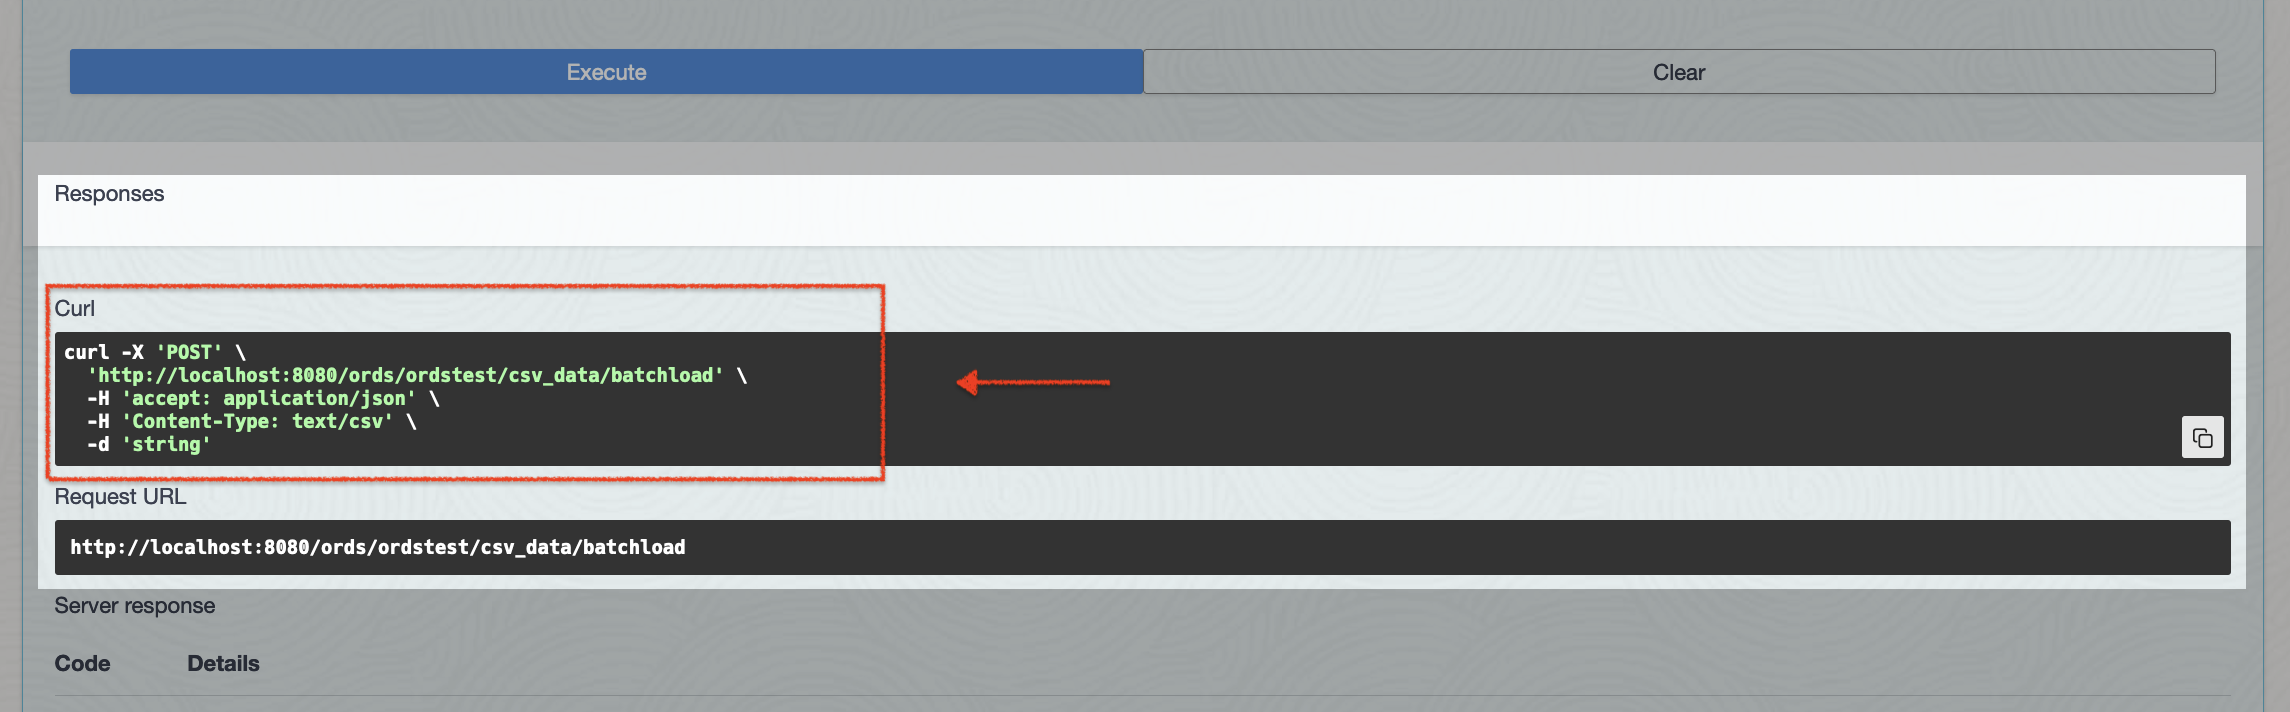 Execute
Clear
Responses
Curl
curl -X 'POST' \
  'http://localhost:8080/ords/ordstest/csv_data/batchload' \
  -H 'accept: application/json' \
  -H 'Content-Type: text/csv' \
  -d 'string'
Request URL
http://localhost:8080/ords/ordstest/csv_data/batchload
Server response
Code Details